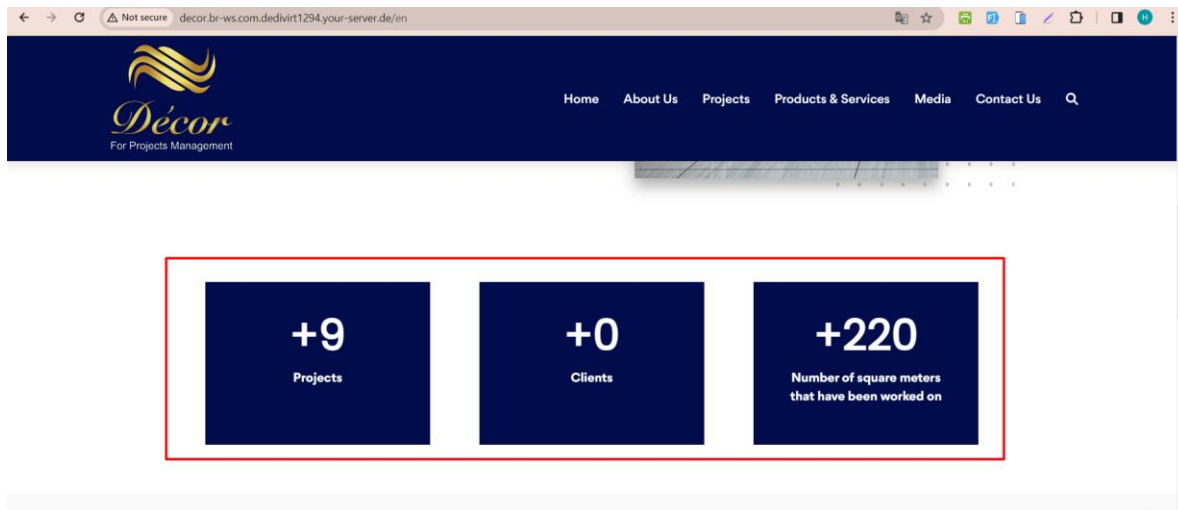 Not secure decor.br-ws.com.dedivirt1294.your-server.de/en
Décor
For Projects Management
Home About Us Projects Products & Services Media Contact Us
+9
Projects
+0
Clients
+220
Number of square meters
that have been worked on